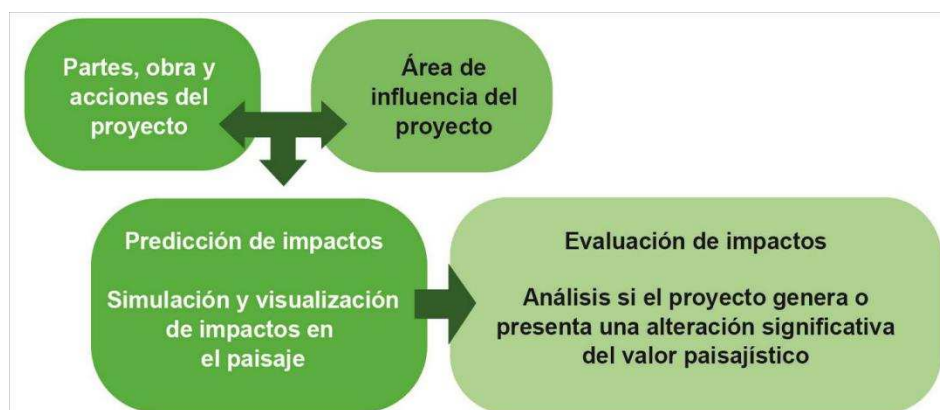 Partes, obra y
acciones del
proyecto
Área de
influencia del
proyecto
Predicción de impactos
Simulación y visualización
de impactos en
el paisaje
Evaluación de impactos
Análisis si el proyecto genera o
presenta una alteración significativa
del valor paisajístico